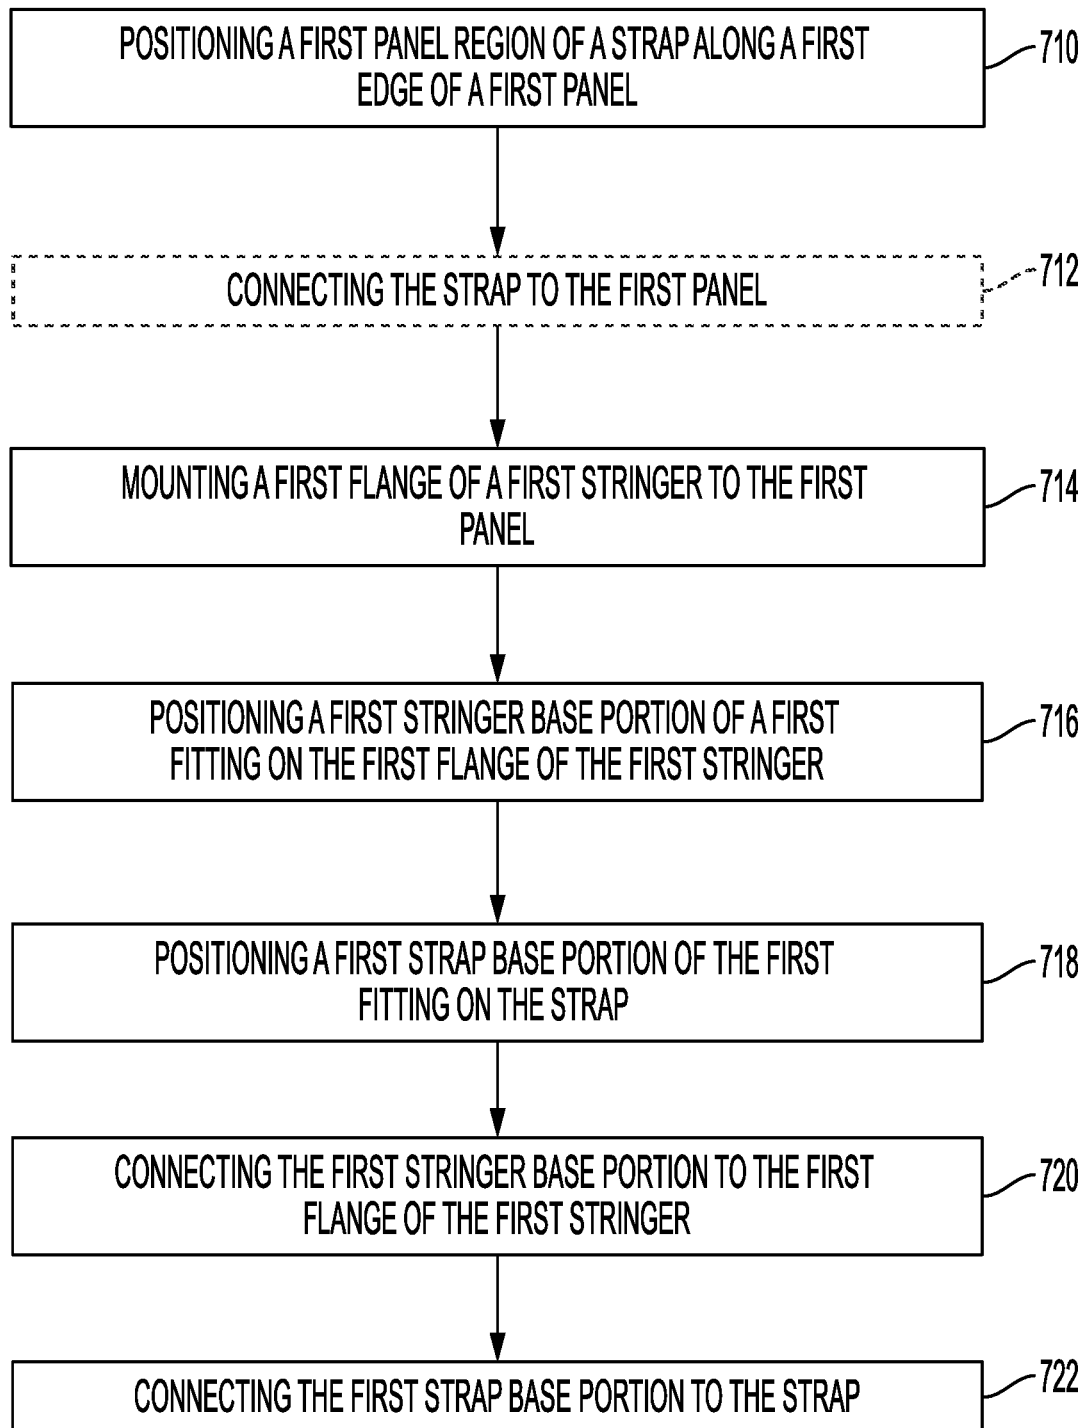 POSITIONING A FIRST PANEL REGION OF A STRAP ALONG A FIRST
EDGE OF A FIRST PANEL
710
CONNECTING THE STRAP TO THE FIRST PANEL
712
MOUNTING A FIRST FLANGE OF A FIRST STRINGER TO THE FIRST
PANEL
714
POSITIONING A FIRST STRINGER BASE PORTION OF A FIRST
FITTING ON THE FIRST FLANGE OF THE FIRST STRINGER
716
POSITIONING A FIRST STRAP BASE PORTION OF THE FIRST
FITTING ON THE STRAP
718
CONNECTING THE FIRST STRINGER BASE PORTION TO THE FIRST
FLANGE OF THE FIRST STRINGER
720
CONNECTING THE FIRST STRAP BASE PORTION TO THE STRAP
722